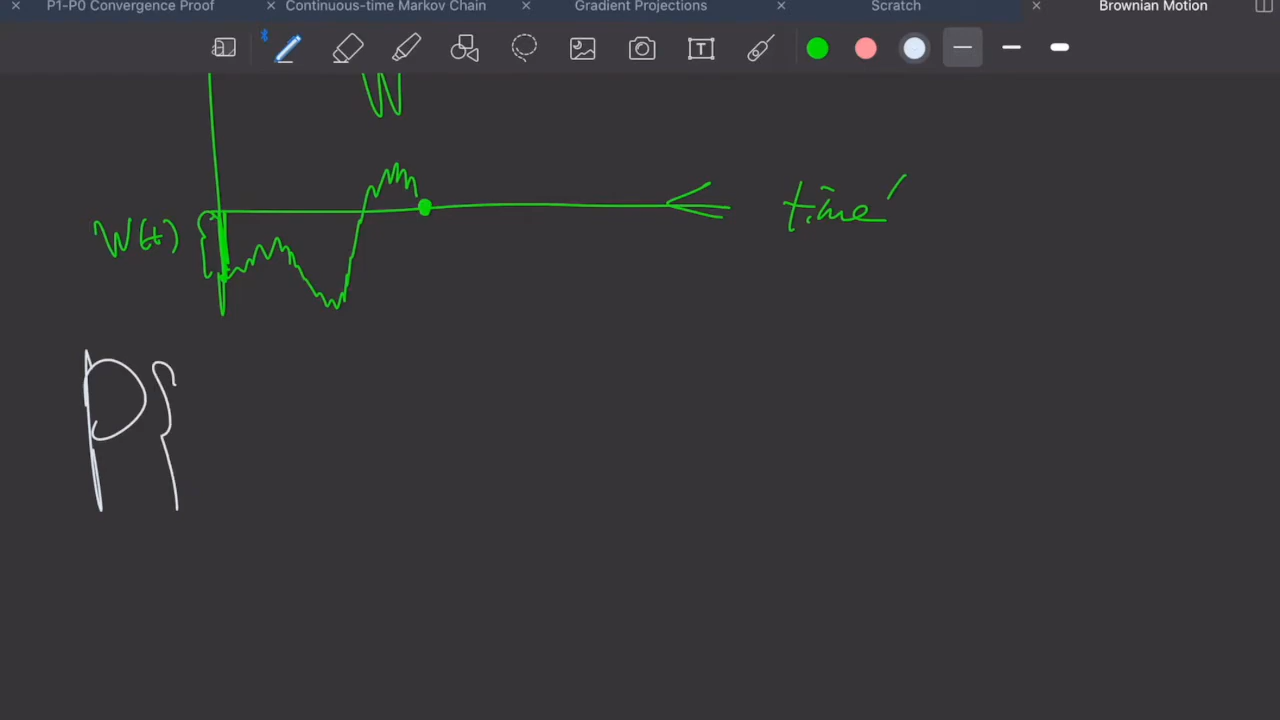 P1-P0 Convergence Proof Continuous-time Markov Chain Gradient Projections Scratch Brownian Motion
T
W
W(t)
time'
P{